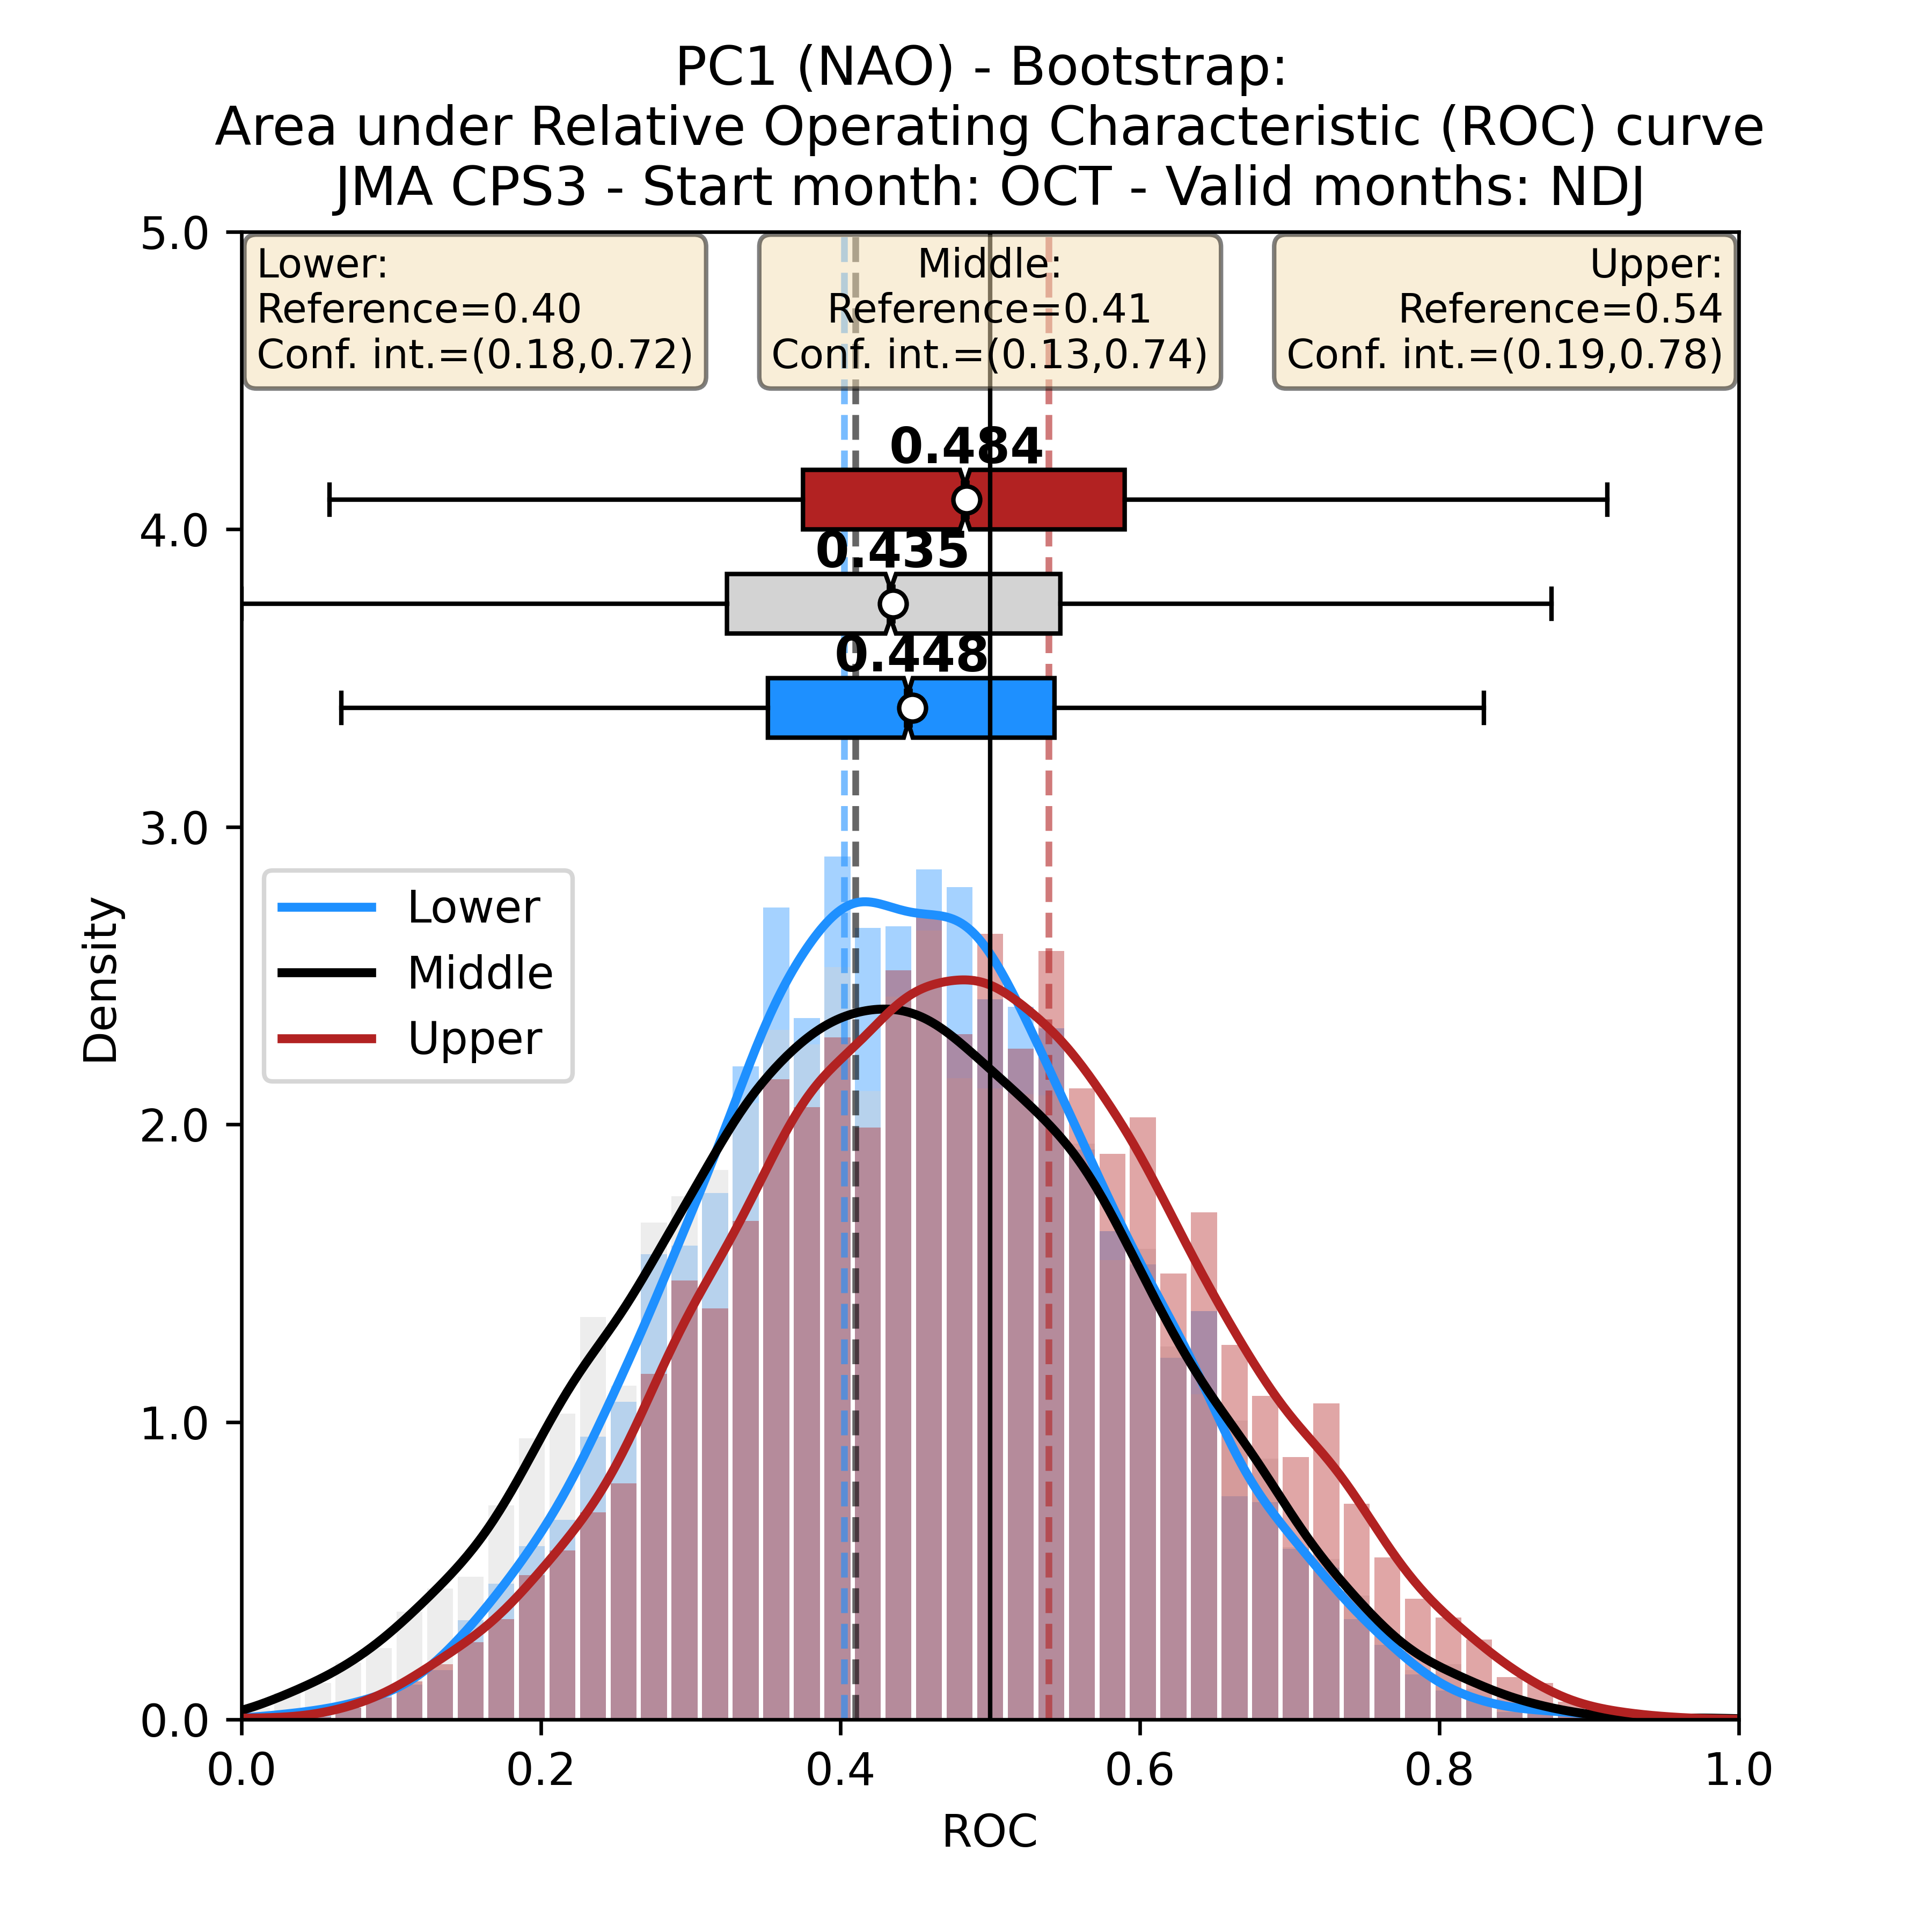 PC1 (NAO) - Bootstrap:
Area under Relative Operating Characteristic (ROC) curve
JMA CPS3 - Start month: OCT - Valid months: NDJ
Lower:
Reference=0.40
Conf. int.=(0.18,0.72)
Middle:
Reference=0.41
Conf. int.=(0.13,0.74)
Upper:
Reference=0.54
Conf. int.=(0.19,0.78)
0.484
0.435
0.448
5.0
4.0
3.0
2.0
1.0
0.0
Density
Lower
Middle
Upper
0.0 0.2 0.4 0.6 0.8 1.0
ROC